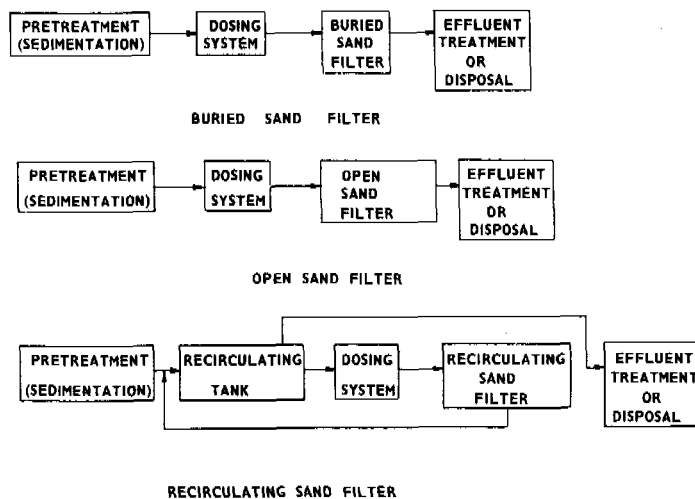 PRETREATMENT
(SEDIMENTATION)
DOSING
SYSTEM
BURIED
SAND
FILTER
EFFLUENT
TREATMENT
OR
DISPOSAL
BURIED SAND FILTER
PRETREATMENT
(SEDIMENTATION)
DOSING
SYSTEM
OPEN
SAND
FILTER
EFFLUENT
TREATMENT
OR
DISPOSAL
OPEN SAND FILTER
PRETREATMENT
(SEDIMENTATION)
RECIRCULATING
TANK
DOSING
SYSTEM
RECIRCULATING
SAND
FILTER
EFFLUENT
TREATMENT
OR
DISPOSAL
RECIRCULATING SAND FILTER